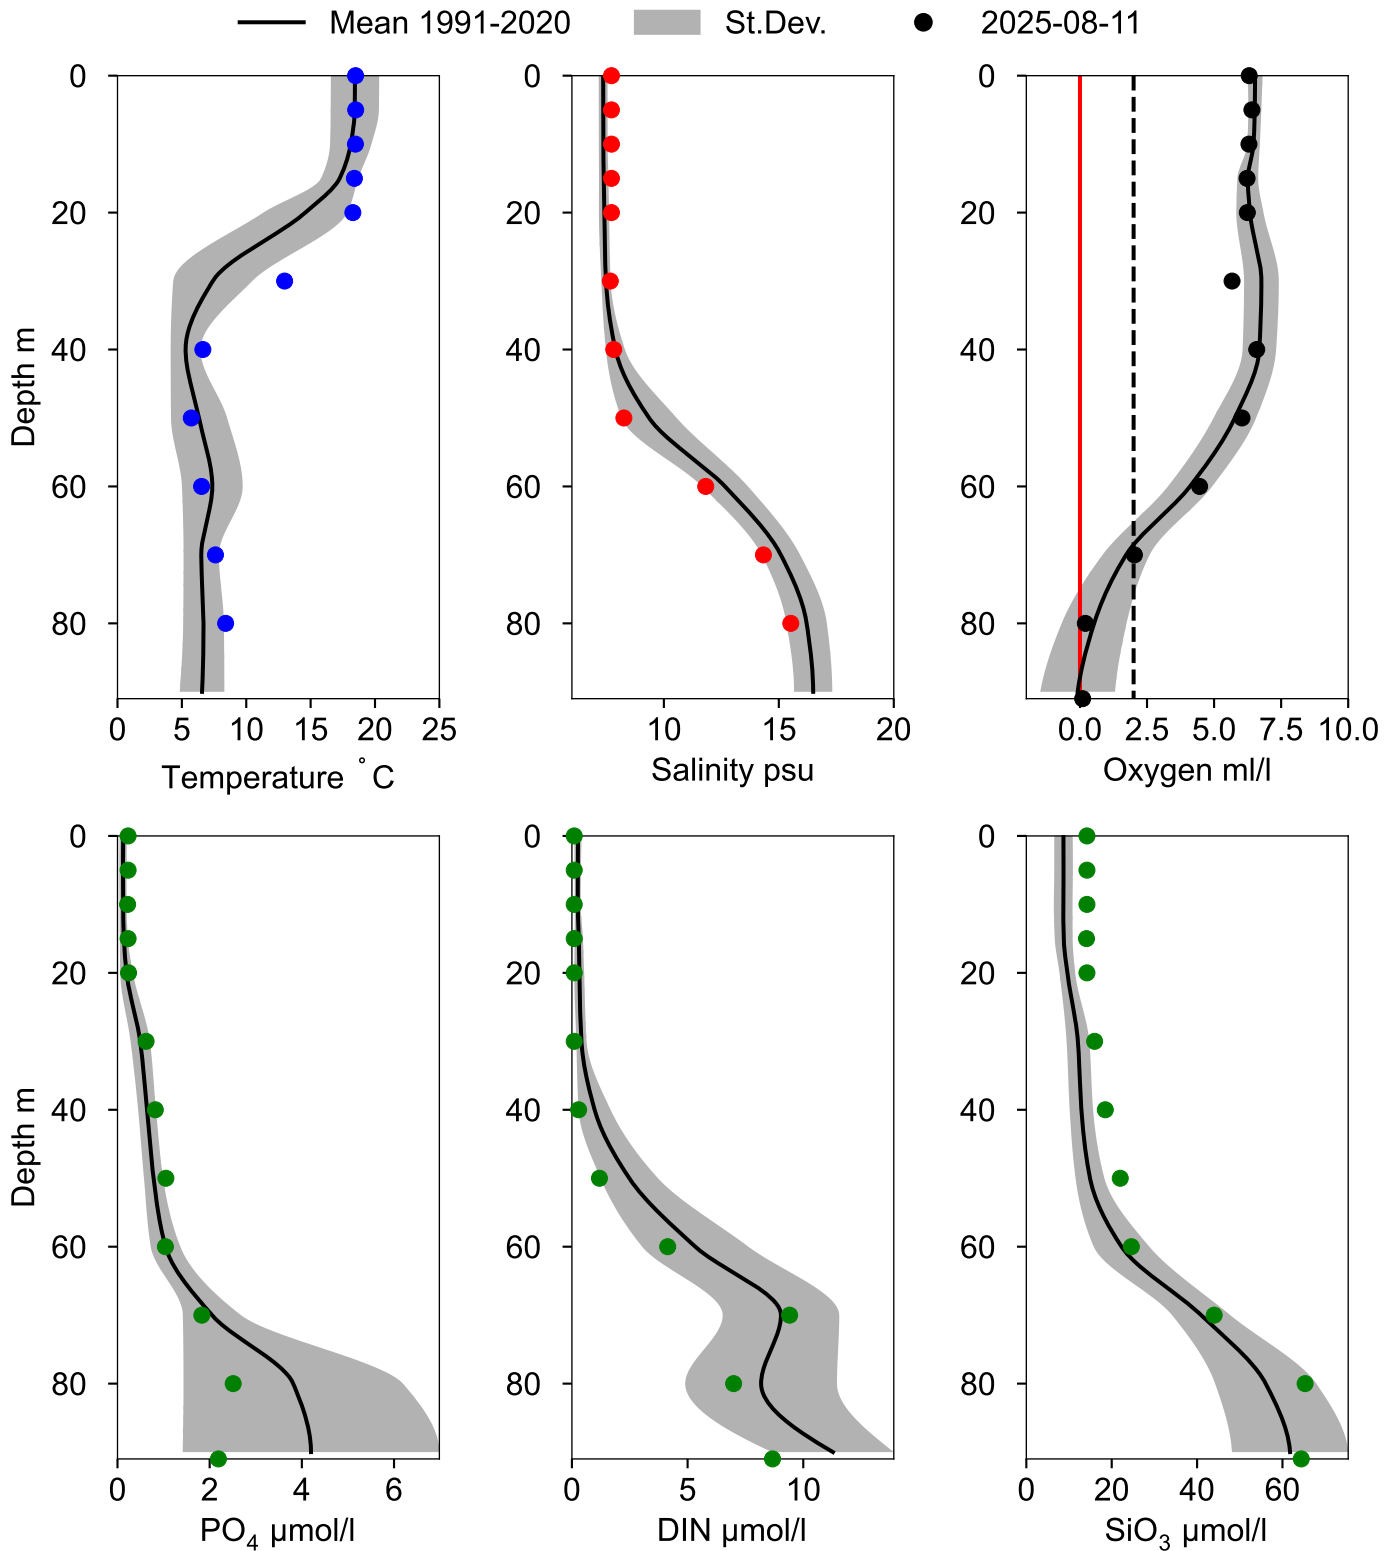 Mean 1991-2020 St.Dev. 2025-08-11
0 0 0
20 20 20
40 40 40
60 60 60
80 80 80
Depth m
0 5 10 15 20 25 10 15 20 0.0 2.5 5.0 7.5 10.0
Temperature °C Salinity psu Oxygen ml/l
0 0 0
20 20 20
40 40 40
60 60 60
80 80 80
Depth m
0 2 4 6 0 5 10 0 20 40 60
PO4 µmol/l DIN µmol/l SiO3 µmol/l